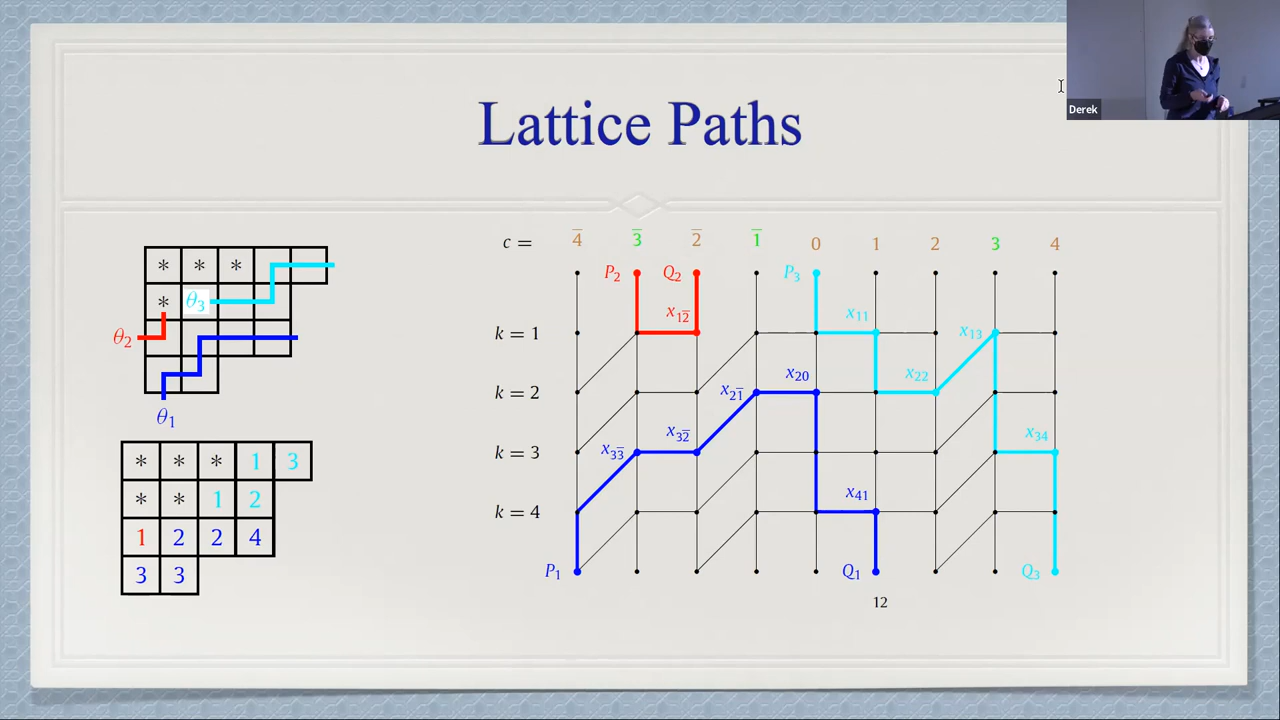 Derek
Lattice Paths
c = 4̅ 3̅ 2̅ 1̅ 0 1 2 3 4
P₂ Q₂ P₃
* * *
* θ₃
θ₂
θ₁
x₁₂̅ x₁₁ x₁₃
k = 1
x₂₁̅ x₂₀ x₂₂
k = 2
x₃₃̅ x₃₂̅ x₃₄
k = 3
x₄₁
k = 4
P₁ Q₁ Q₃
* * * 1 3
* * 1 2
1 2 2 4
3 3
12